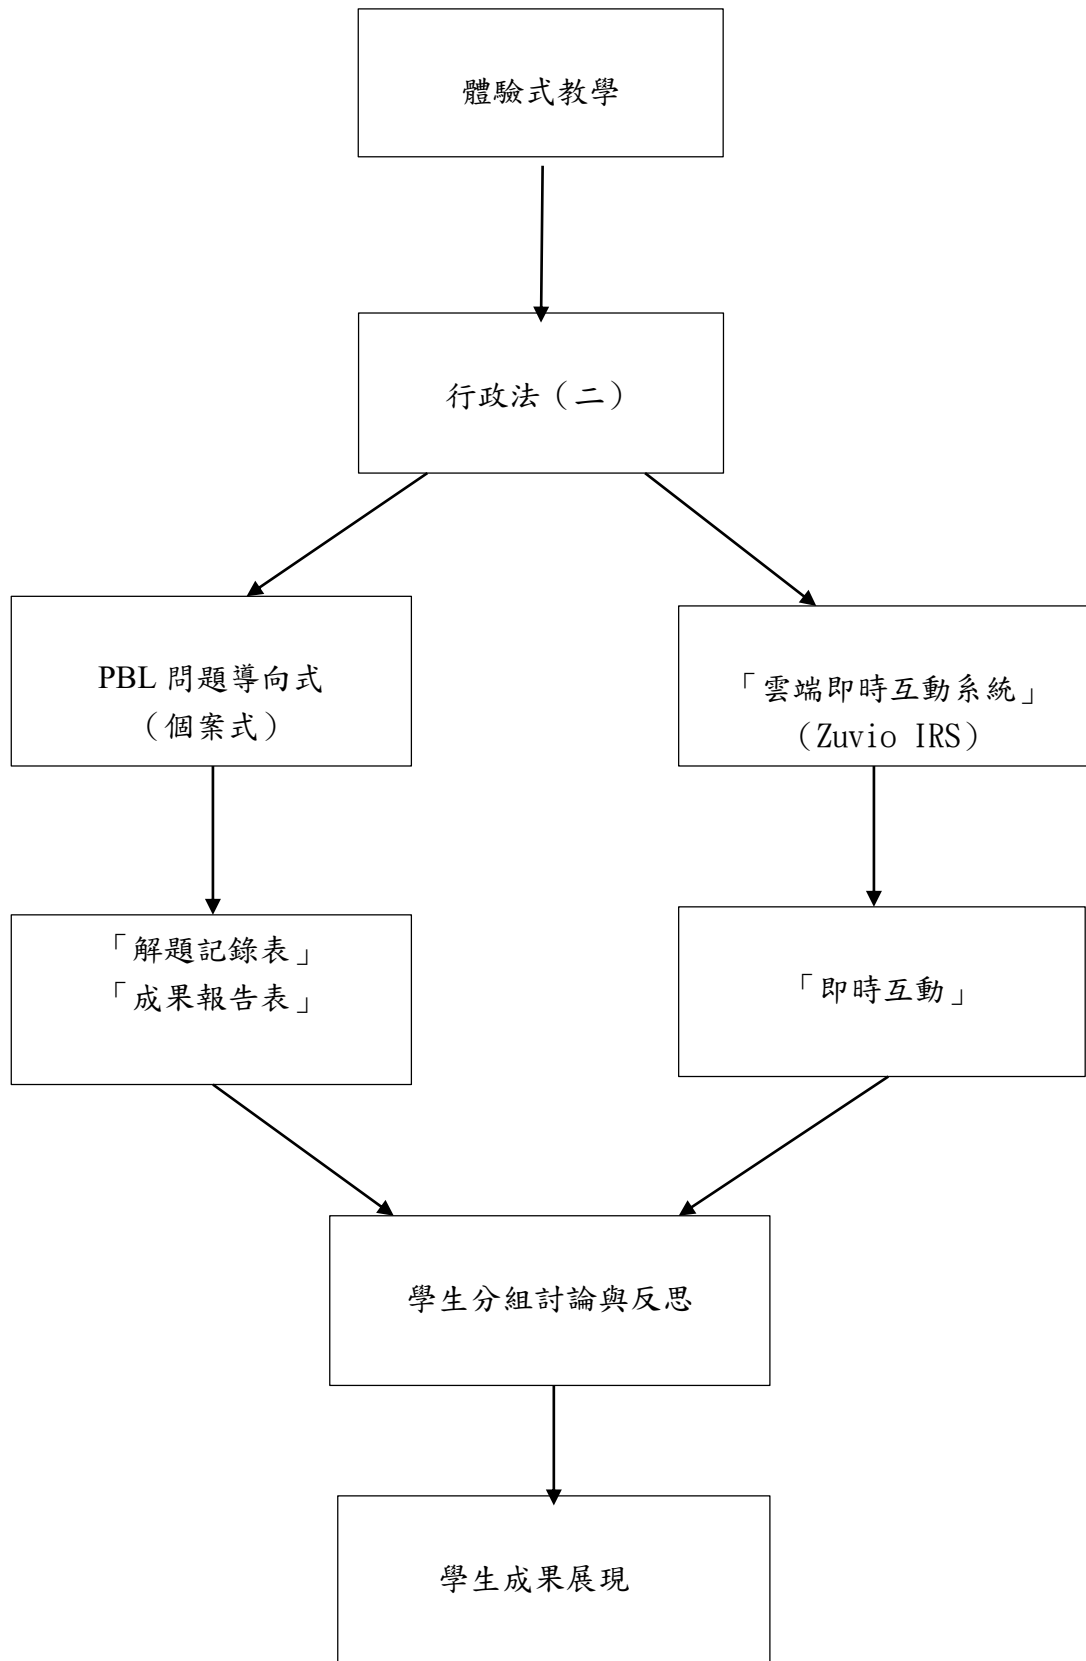 體驗式教學
行政法（二）
PBL 問題導向式
（個案式）
「雲端即時互動系統」
（Zuvio IRS）
「解題記錄表」
「成果報告表」
「即時互動」
學生分組討論與反思
學生成果展現